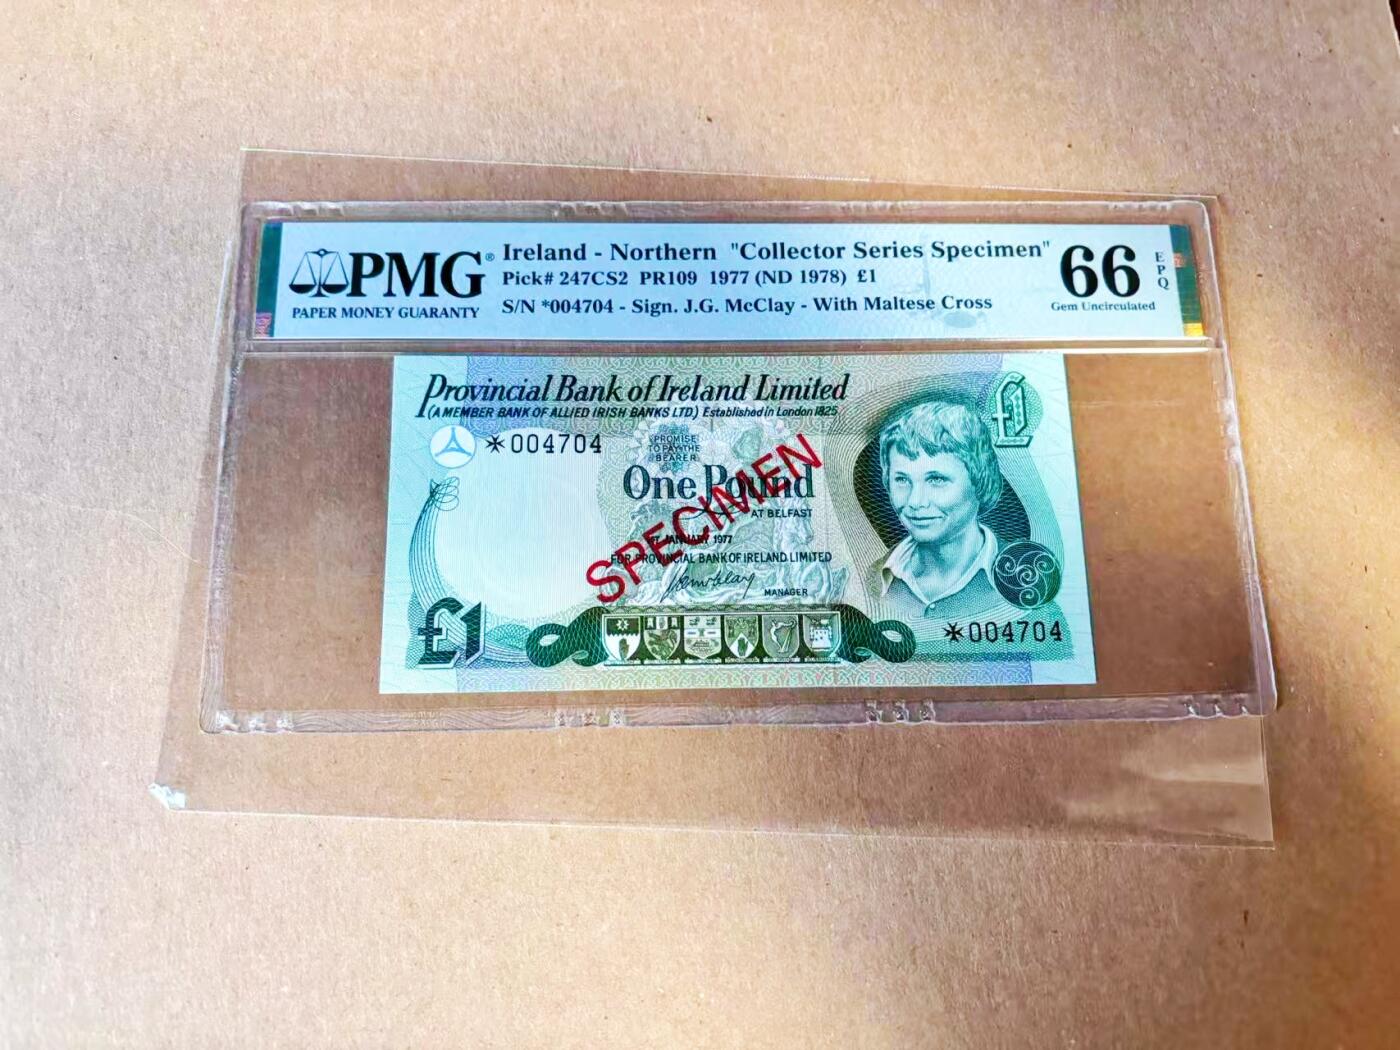 PMG®
PAPER MONEY GUARANTY
Ireland - Northern "Collector Series Specimen"
Pick# 247CS2 PR109 1977 (ND 1978) £1
S/N *004704 - Sign. J.G. McClay - With Maltese Cross
66
EPQ
Gem Uncirculated
Provincial Bank of Ireland Limited
(A MEMBER BANK OF ALLIED IRISH BANKS LTD.) Established in London 1825
£1
✠004704
PROMISE
TO PAY THE
BEARER
One Pound
AT BELFAST
JANUARY 1977
FOR PROVINCIAL BANK OF IRELAND LIMITED
MANAGER
SPECIMEN
£1
✠004704